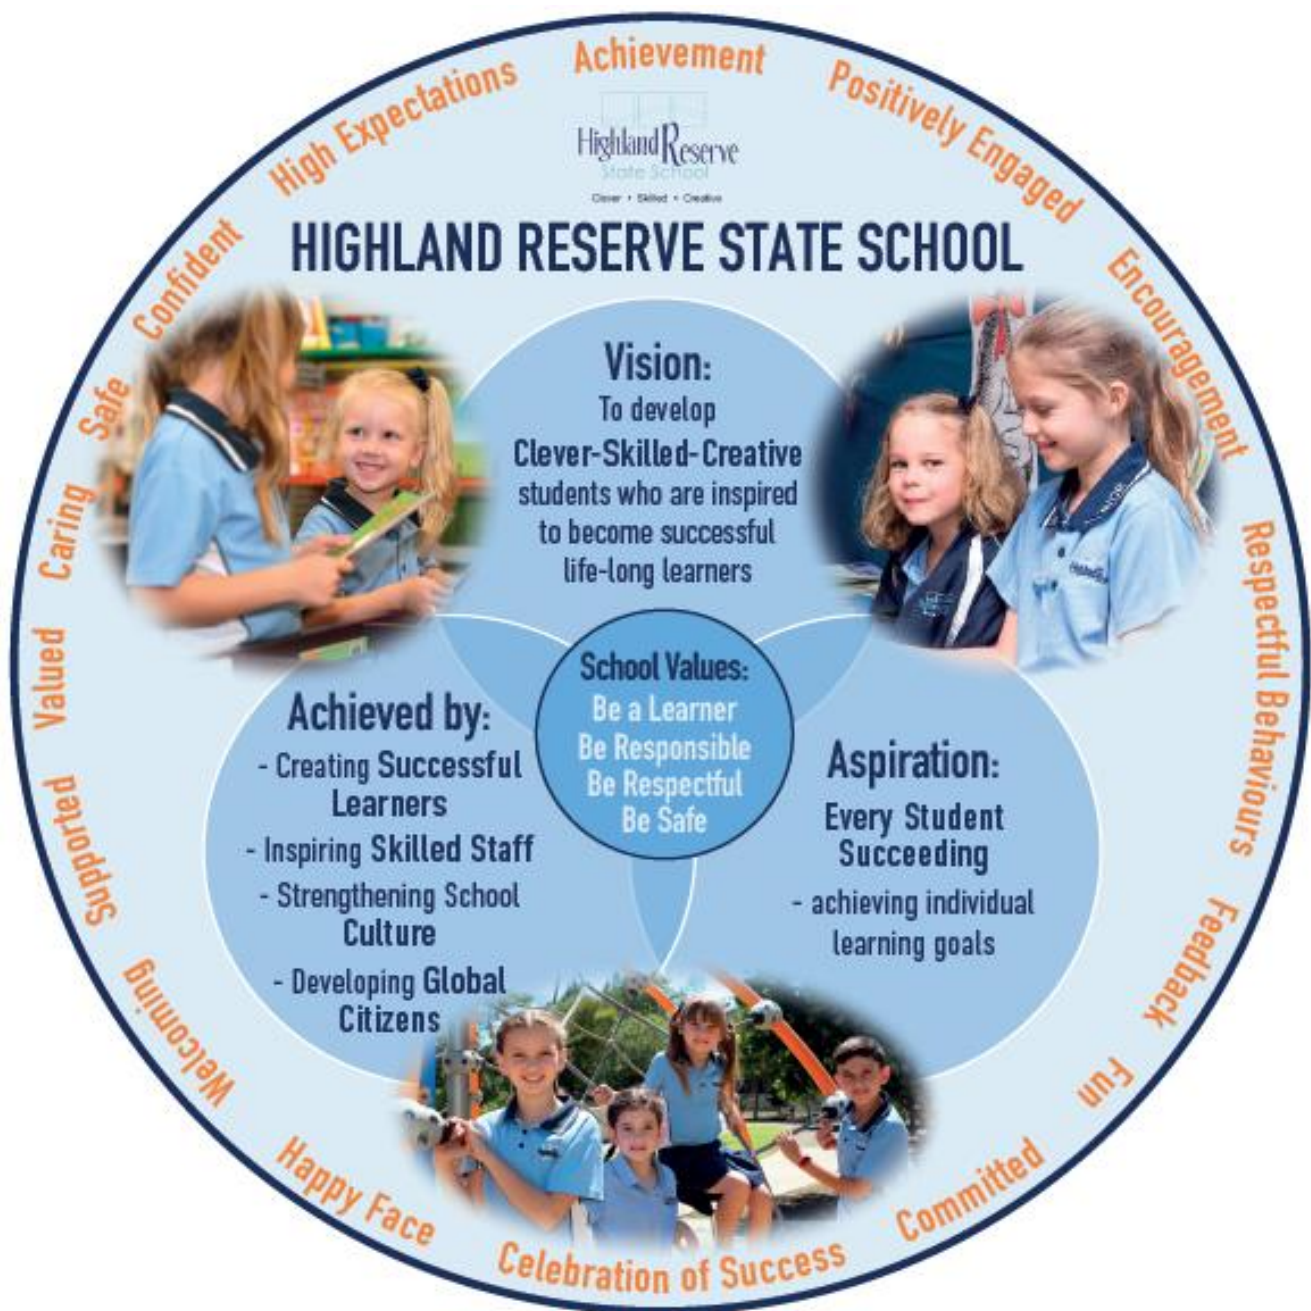 Achievement
Positively Engaged
Encouragement
Respectful Behaviours
Feedback
Fun
Committed
Celebration of Success
Happy Face
Welcoming
Supported
Valued
Caring
Safe
Confident
High Expectations
Highland Reserve
State School
Clever • Skilled • Creative
HIGHLAND RESERVE STATE SCHOOL
Vision:
To develop
Clever-Skilled-Creative
students who are inspired
to become successful
life-long learners
School Values:
Be a Learner
Be Responsible
Be Respectful
Be Safe
Achieved by:
- Creating Successful
Learners
- Inspiring Skilled Staff
- Strengthening School
Culture
- Developing Global
Citizens
Aspiration:
Every Student
Succeeding
- achieving individual
learning goals